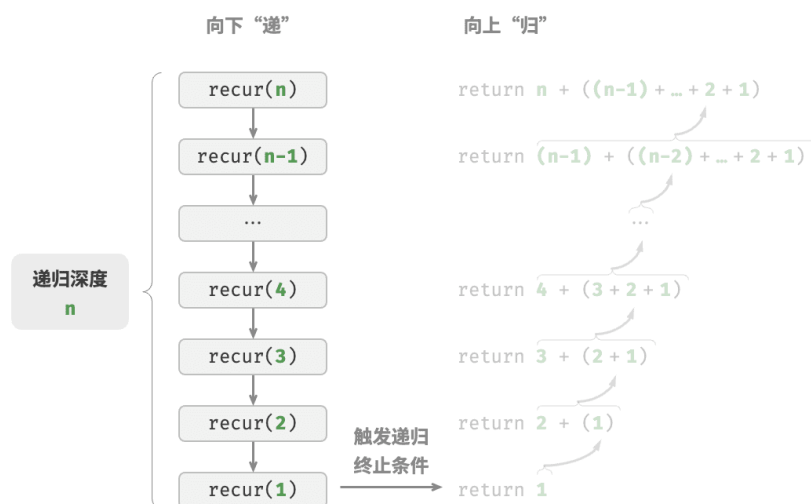 向下“递”
向上“归”
recur(n)
return n + ((n-1) + … + 2 + 1)
recur(n-1)
return (n-1) + ((n-2) + … + 2 + 1)
…
…
递归深度
n
recur(4)
return 4 + (3 + 2 + 1)
recur(3)
return 3 + (2 + 1)
recur(2)
return 2 + (1)
触发递归
终止条件
recur(1)
return 1